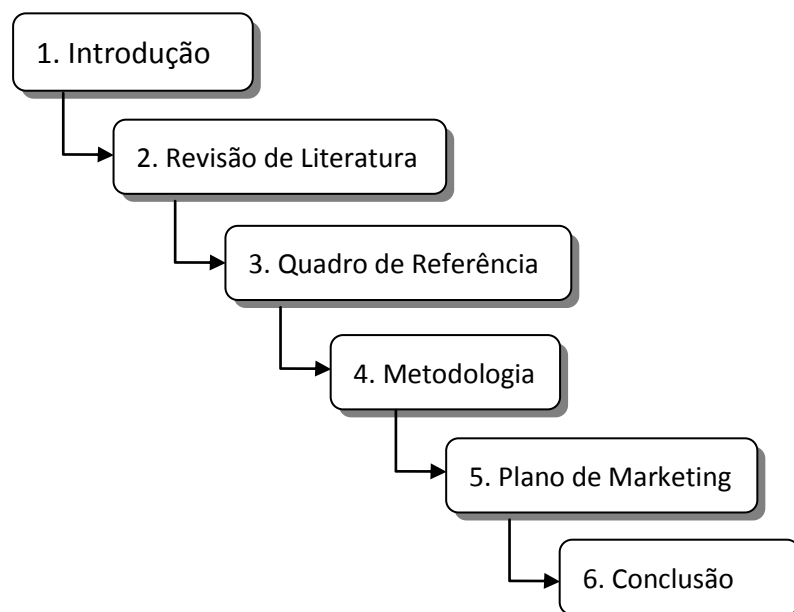 1. Introdução
2. Revisão de Literatura
3. Quadro de Referência
4. Metodologia
5. Plano de Marketing
6. Conclusão